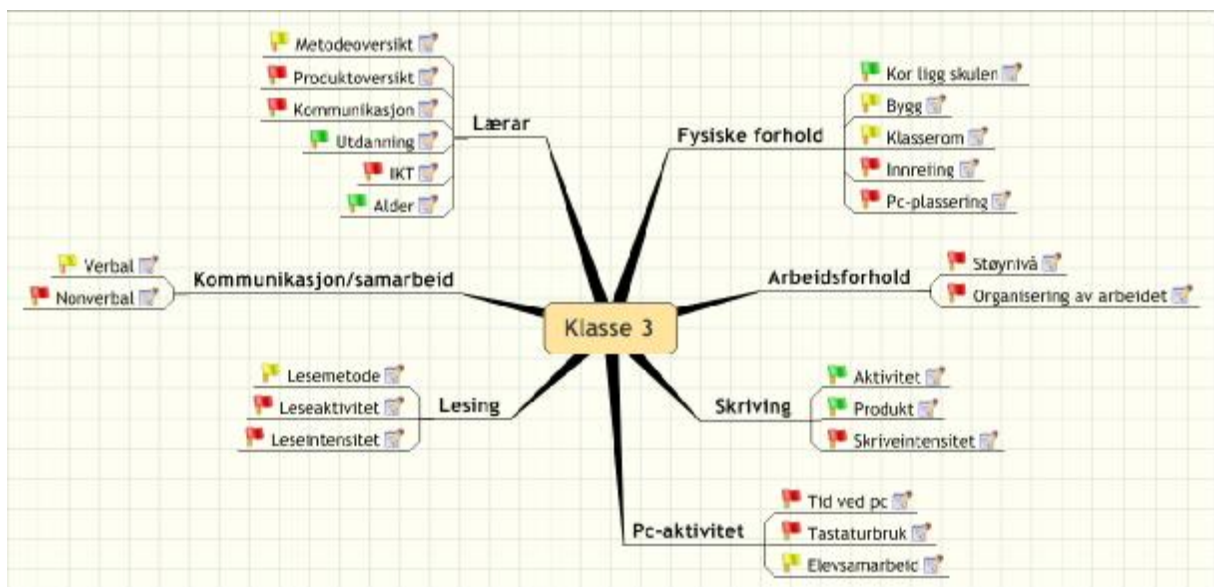 Metodeoversikt
Produktoversikt
Kommunikasjon
Utdanning
IKT
Alder
Lærar
Kor ligg skulen
Bygg
Klasserom
Innreiing
Pc-plassering
Fysiske forhold
Verbal
Nonverbal
Kommunikasjon/samarbeid
Støynivå
Organisering av arbeidet
Arbeidsforhold
Klasse 3
Lesemetode
Leseaktivitet
Leseintensitet
Lesing
Aktivitet
Produkt
Skriveintensitet
Skriving
Tid ved pc
Tastaturbruk
Elevsamarbeid
Pc-aktivitet